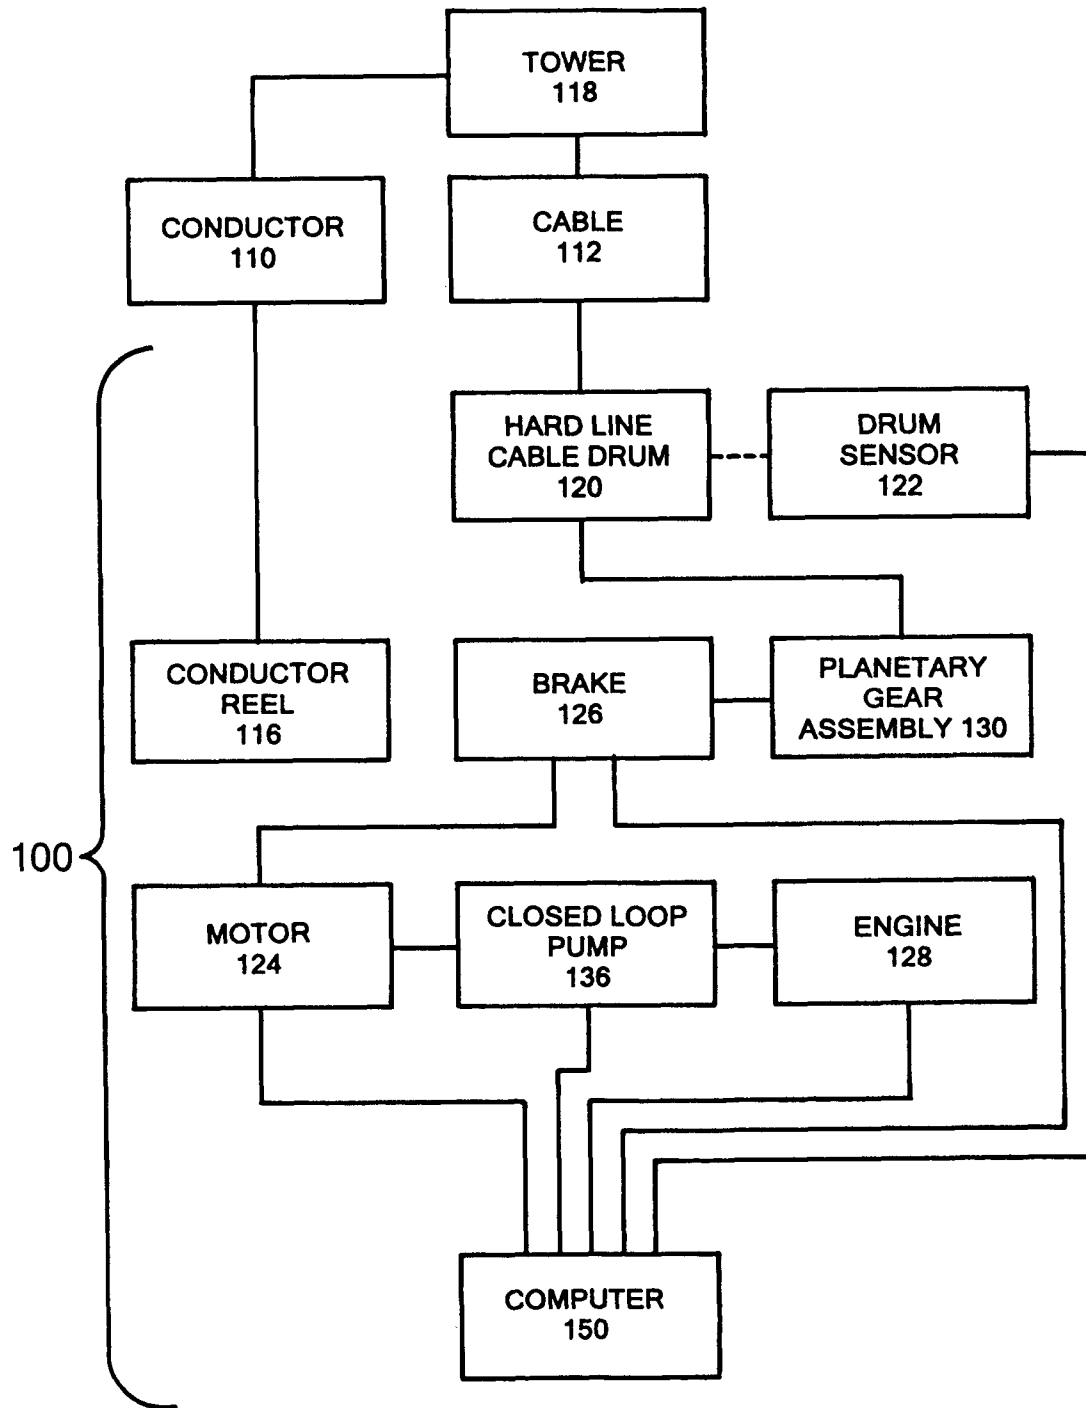 TOWER
118
CONDUCTOR
110
CABLE
112
HARD LINE
CABLE DRUM
120
DRUM
SENSOR
122
CONDUCTOR
REEL
116
BRAKE
126
PLANETARY
GEAR
ASSEMBLY 130
100
MOTOR
124
CLOSED LOOP
PUMP
136
ENGINE
128
COMPUTER
150